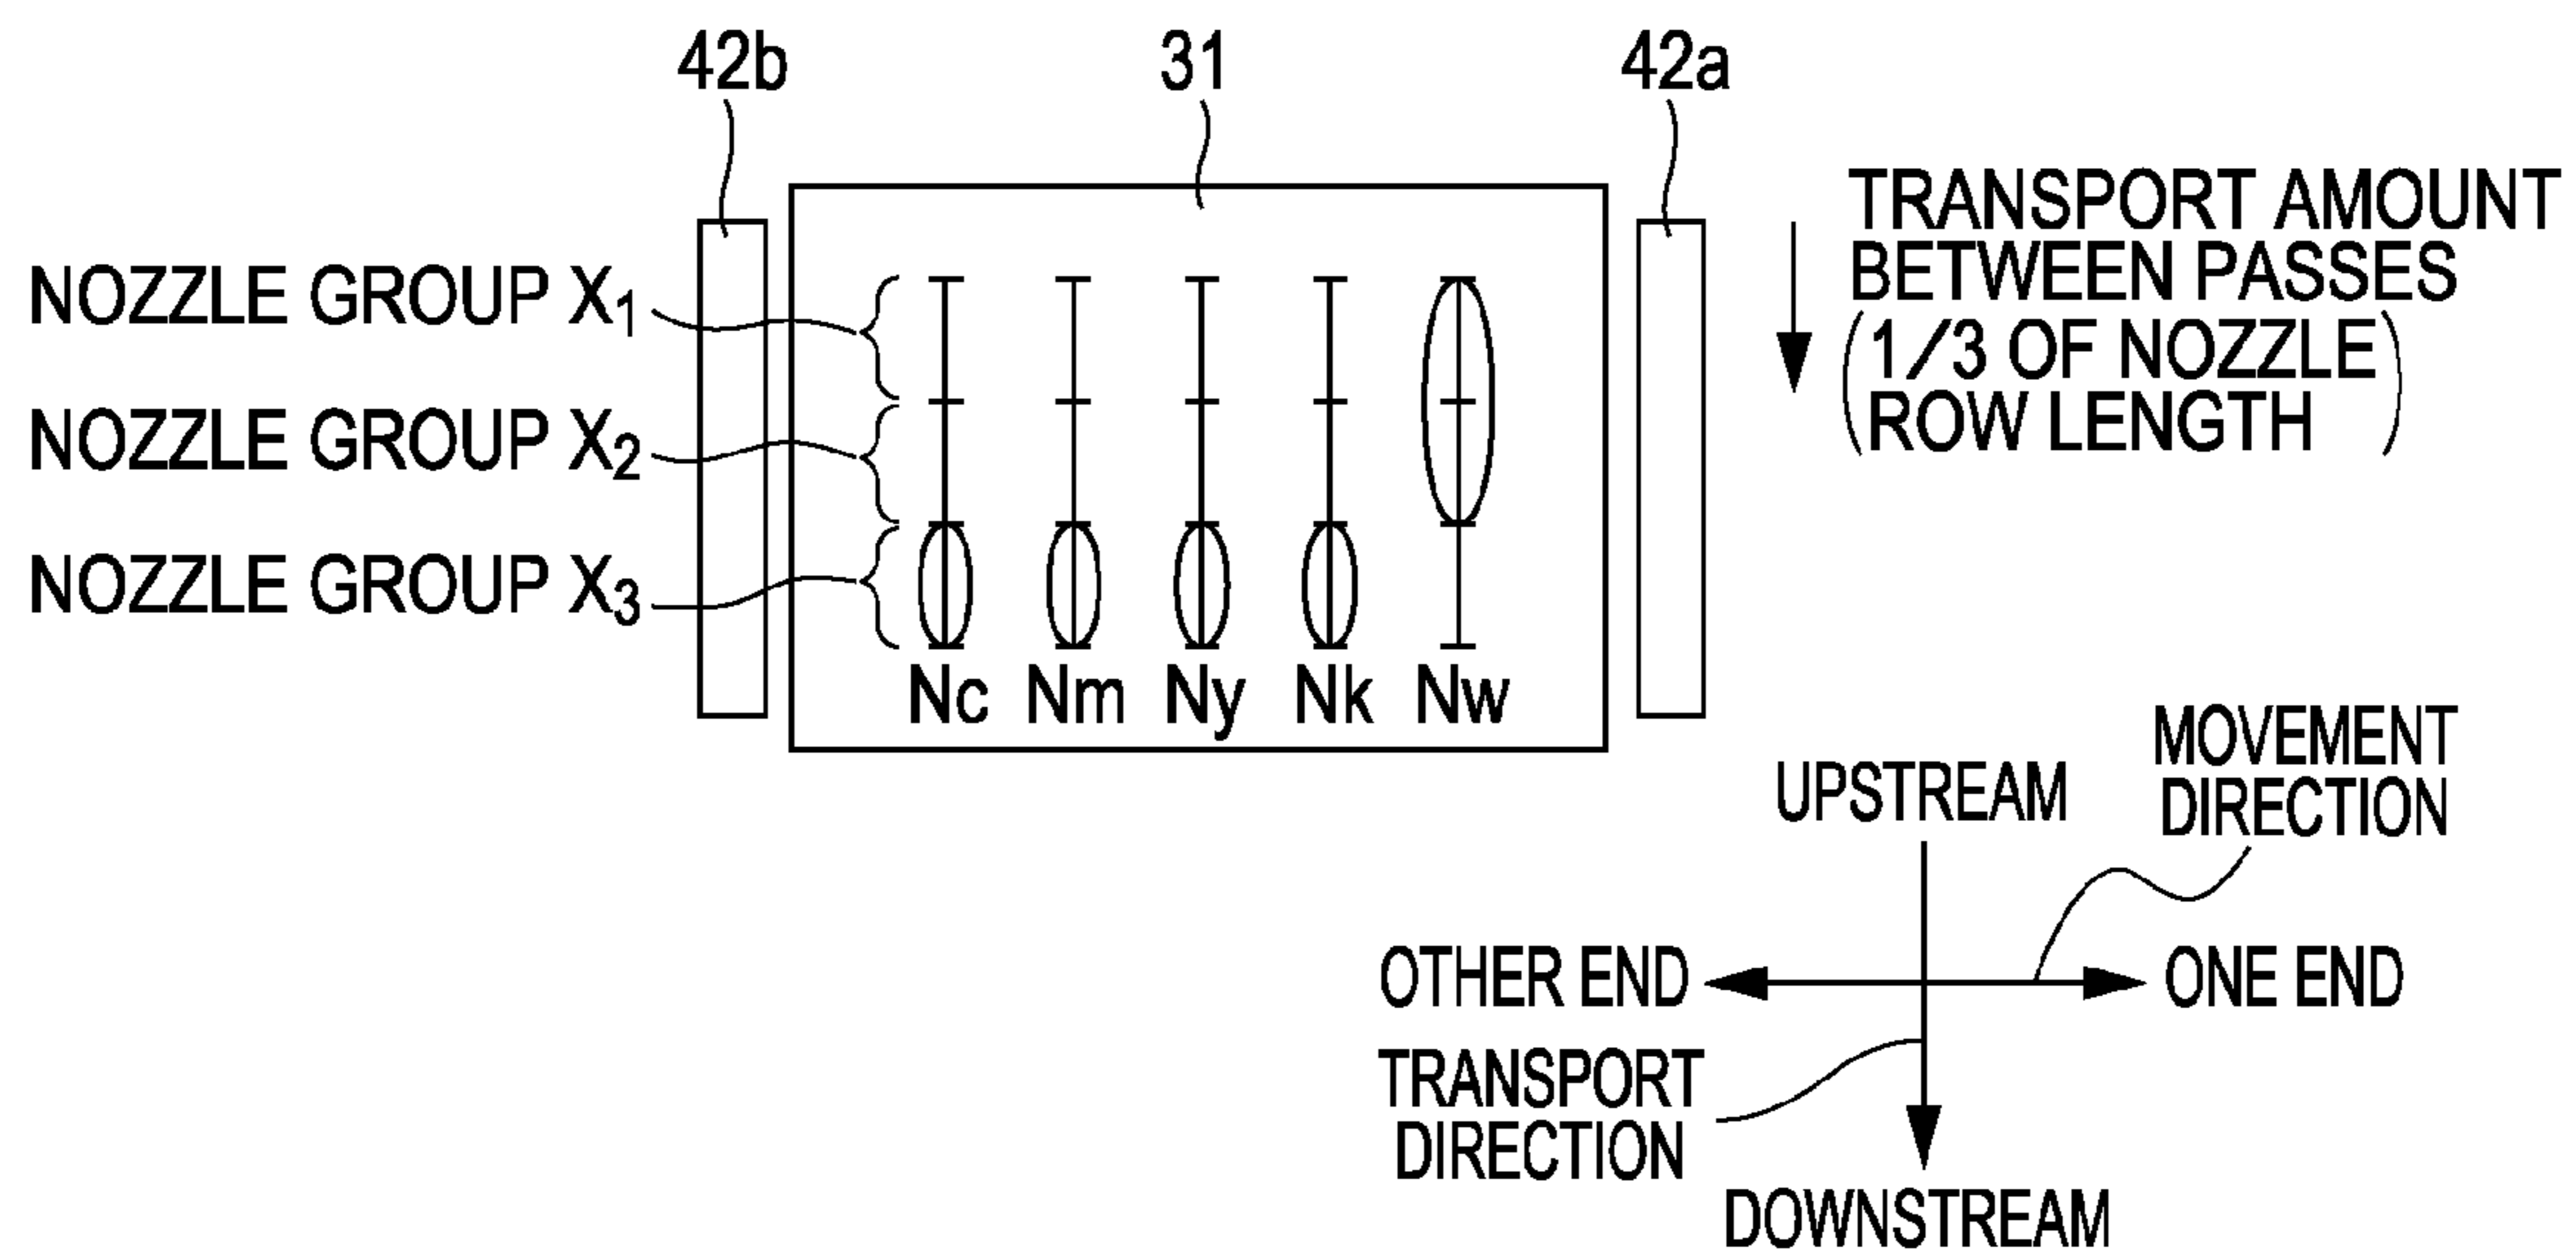 42b
31
42a
NOZZLE GROUP X1
NOZZLE GROUP X2
NOZZLE GROUP X3
TRANSPORT AMOUNT
BETWEEN PASSES
(1/3 OF NOZZLE
ROW LENGTH)
Nc Nm Ny Nk Nw
MOVEMENT
DIRECTION
UPSTREAM
OTHER END
ONE END
TRANSPORT
DIRECTION
DOWNSTREAM